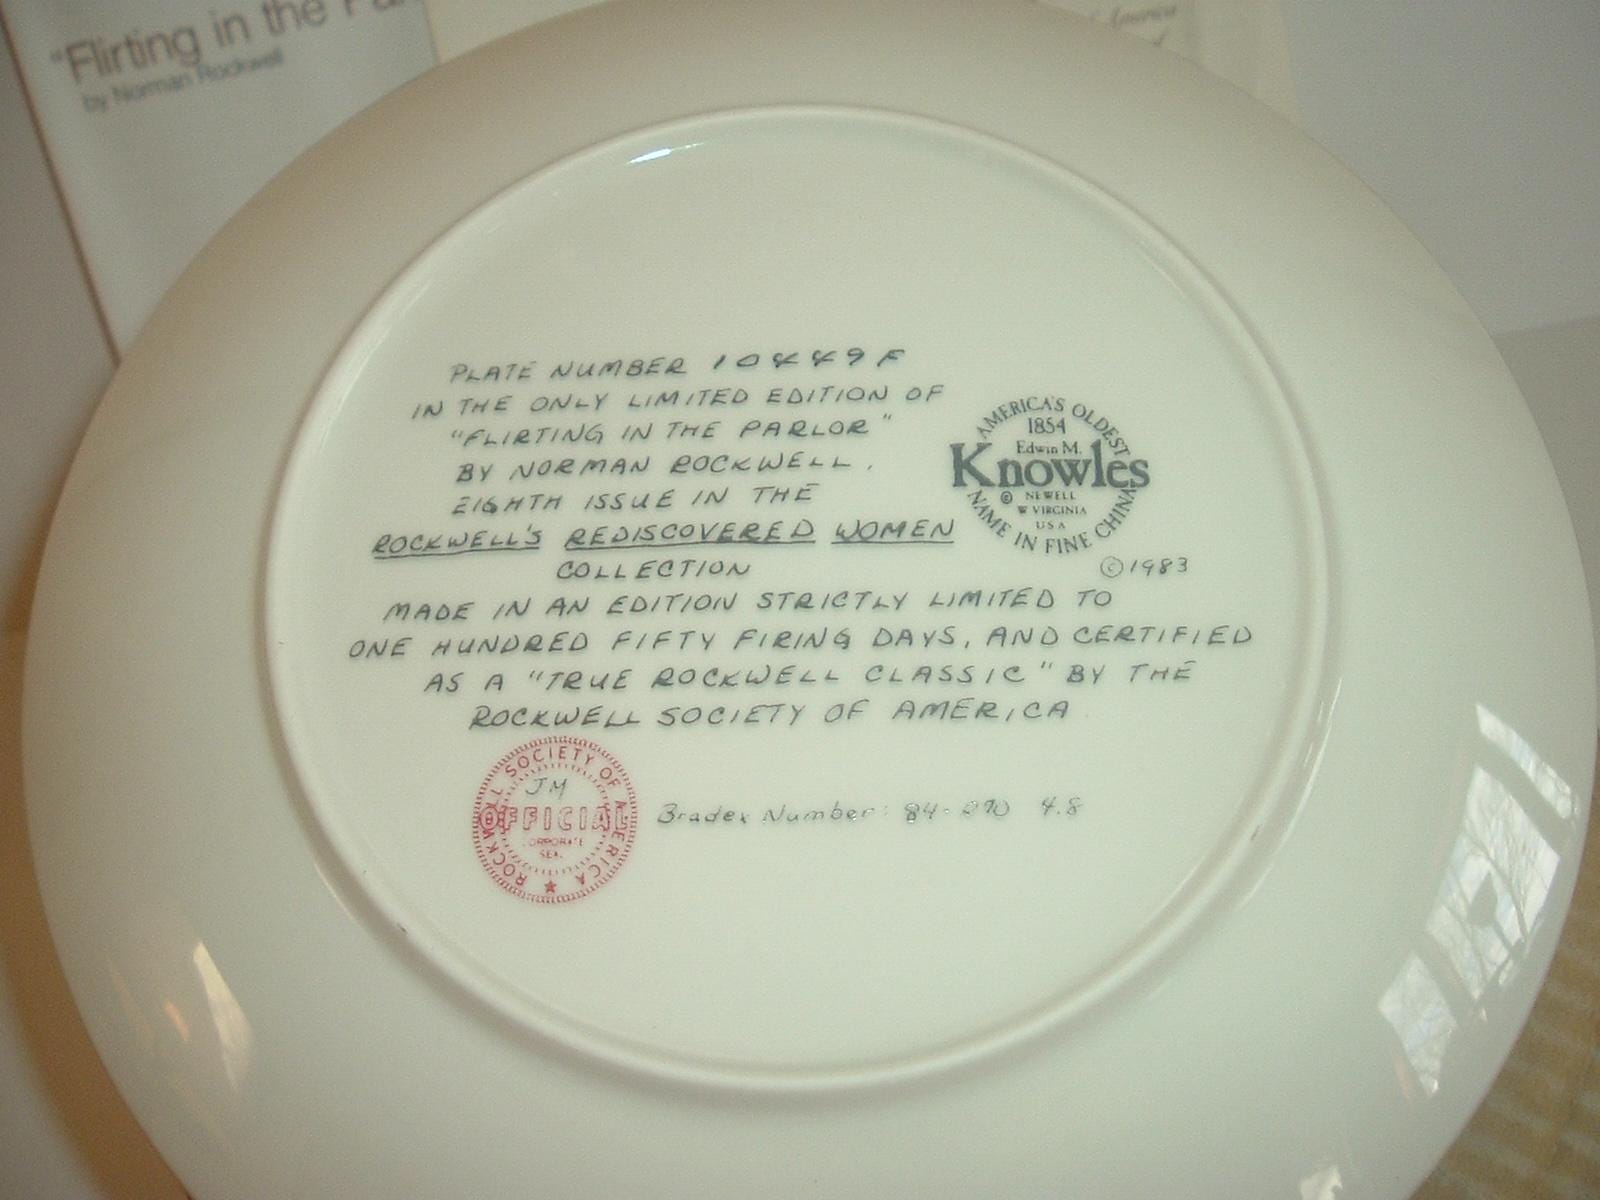 "Flirting in the
by Norman Rockwell
America
PLATE NUMBER 10449F
IN THE ONLY LIMITED EDITION OF
"FLIRTING IN THE PARLOR"
BY NORMAN ROCKWELL.
EIGHTH ISSUE IN THE
ROCKWELL'S REDISCOVERED WOMEN
COLLECTION
AMERICA'S OLDEST
1854
Edwin M.
Knowles
© NEWELL
W VIRGINIA
USA
NAME IN FINE CHINA
©1983
MADE IN AN EDITION STRICTLY LIMITED TO
ONE HUNDRED FIFTY FIRING DAYS, AND CERTIFIED
AS A "TRUE ROCKWELL CLASSIC" BY THE
ROCKWELL SOCIETY OF AMERICA
ROCKWELL SOCIETY OF AMERICA
JM
OFFICIAL
CORPORATE
SEAL
Bradex Number: 84-R70 4.8